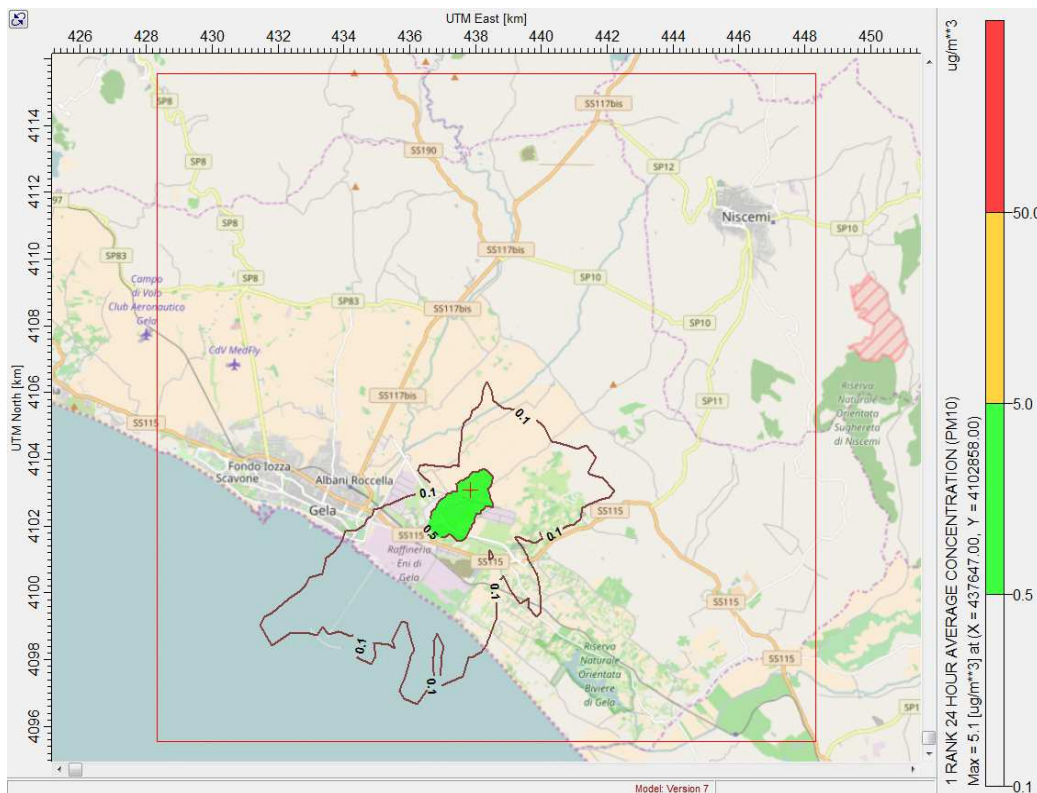 UTM East [km]
426 428 430 432 434 436 438 440 442 444 446 448 450
UTM North [km]
4114
4112
4110
4108
4106
4104
4102
4100
4098
4096
SP8
SS117bis
SS190
SP8
SP12
97
Niscemi
SP8
SP10
SP83
SS117bis
SP8
SP10
Campo
di Volo
Club Aeronautico
Gela
SP83
SS117bis
SP10
CdV MedFly
SS117bis
SP11
Riserva
Naturale
Orientata
Sughereta
di Niscemi
SS115
0.1
Fondo Iozza
Scavone
Albani Roccella
0.1
Gela
SS115
0.5
SS115
0.1
Raffineria
Eni di
Gela
SS115
0.1
SS115
0.1
0.1
Riserva
Naturale
Orientata
Biviere
di Gela
SS115
SP1
Model: Version 7
1 RANK 24 HOUR AVERAGE CONCENTRATION (PM10)
ug/m**3
Max = 5.1 [ug/m**3] at (X = 437647.00, Y = 4102858.00)
50.0
5.0
0.5
0.1